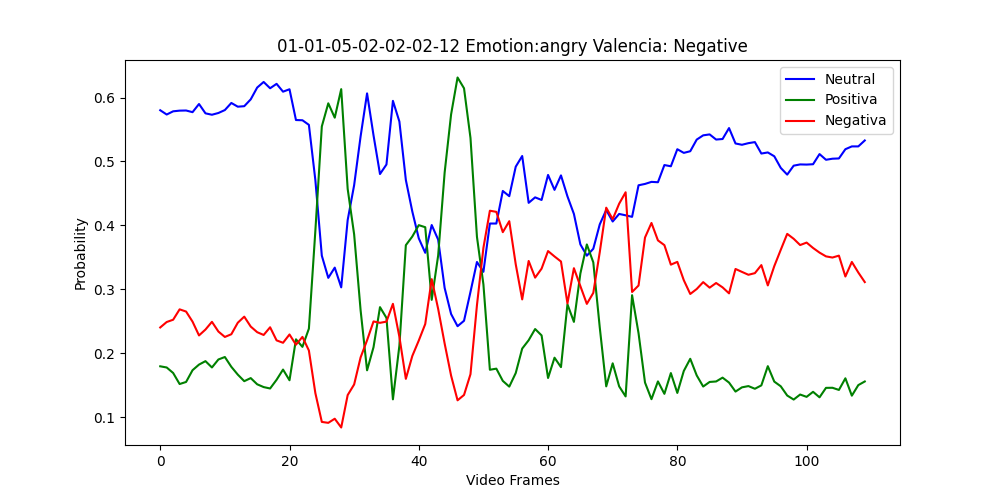 01-01-05-02-02-02-12 Emotion:angry Valencia: Negative
Neutral
Positiva
Negativa
Probability
0.6
0.5
0.4
0.3
0.2
0.1
0 20 40 60 80 100
Video Frames